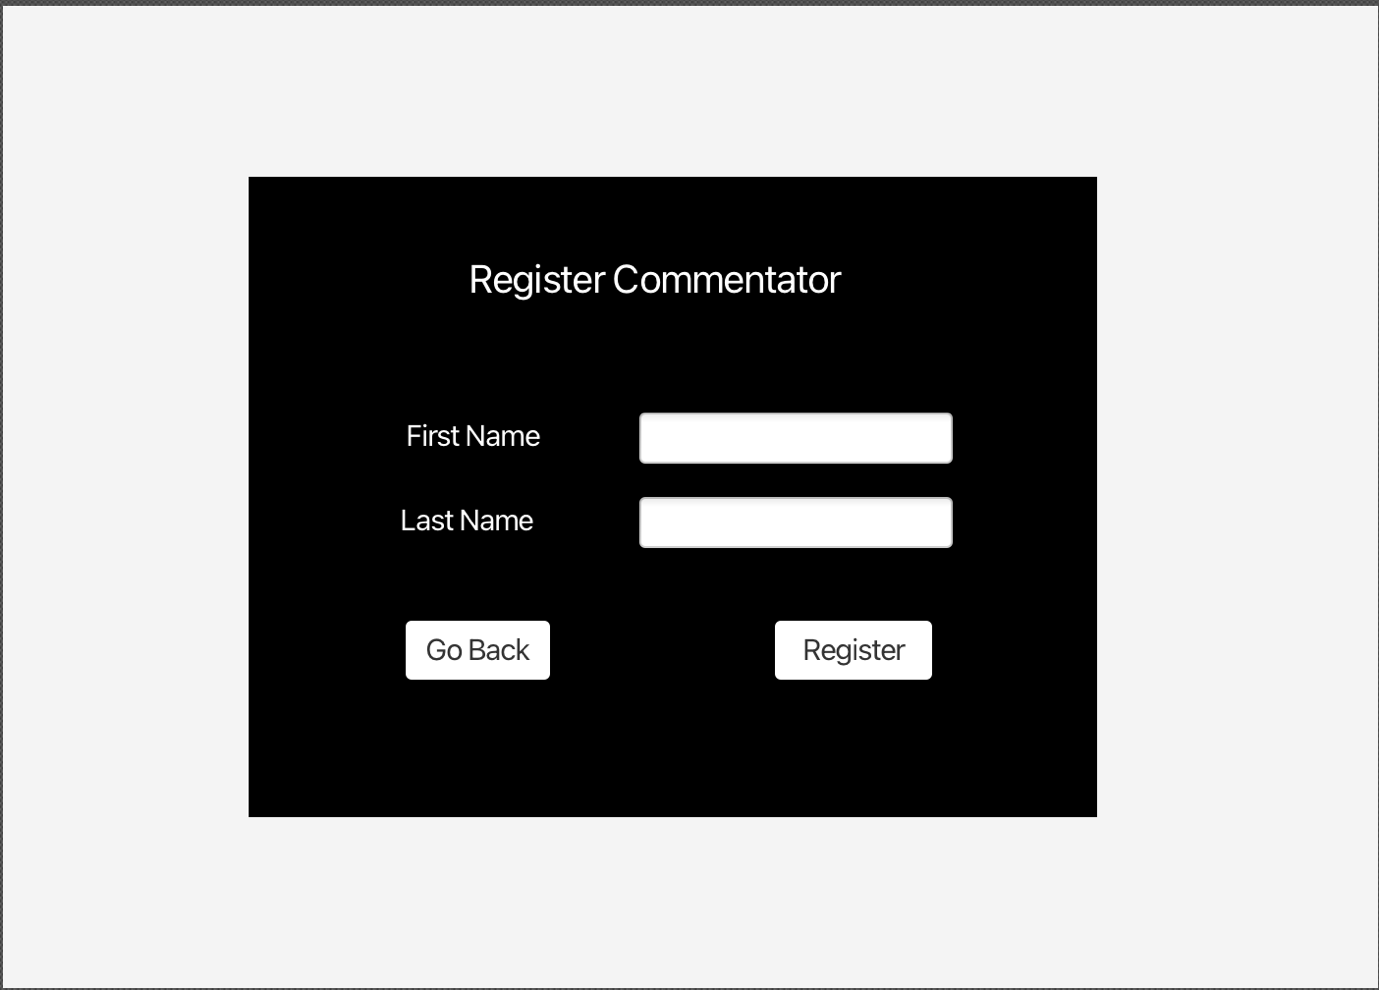 Register Commentator
First Name
Last Name
Go Back
Register